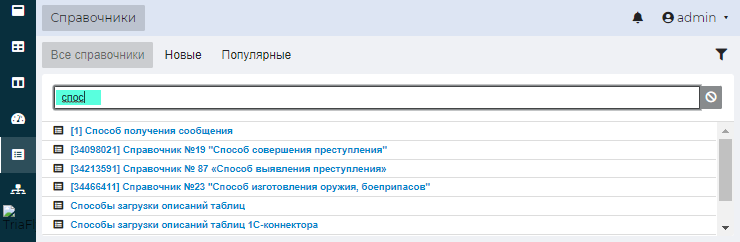 Справочники
admin
Все справочники Новые Популярные
спос
[1] Способ получения сообщения
[34098021] Справочник №19 "Способ совершения преступления"
[34213591] Справочник № 87 «Способ выявления преступления»
[34466411] Справочник №23 "Способ изготовления оружия, боеприпасов"
Способы загрузки описаний таблиц
Способы загрузки описаний таблиц 1С-коннектора